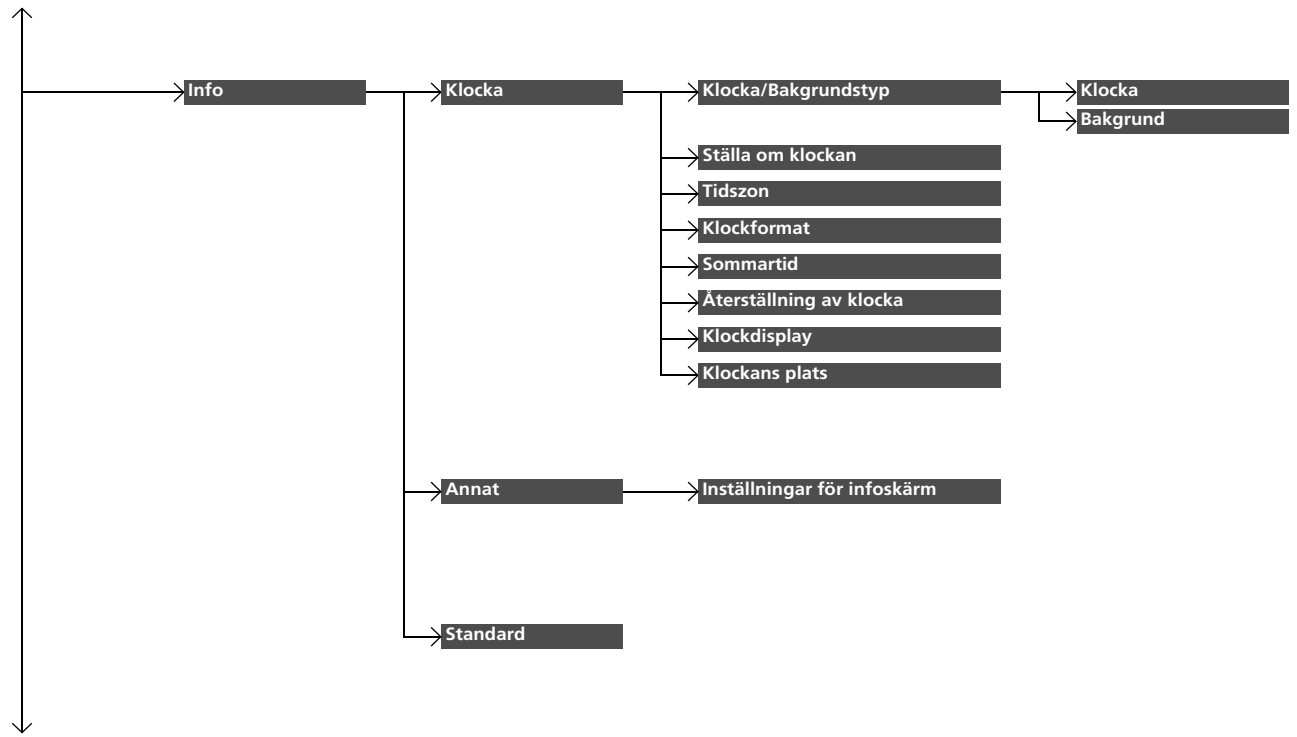 Info
Klocka
Klocka/Bakgrundstyp
Klocka
Bakgrund
Ställa om klockan
Tidszon
Klockformat
Sommartid
Återställning av klocka
Klockdisplay
Klockans plats
Annat
Inställningar för infoskärm
Standard